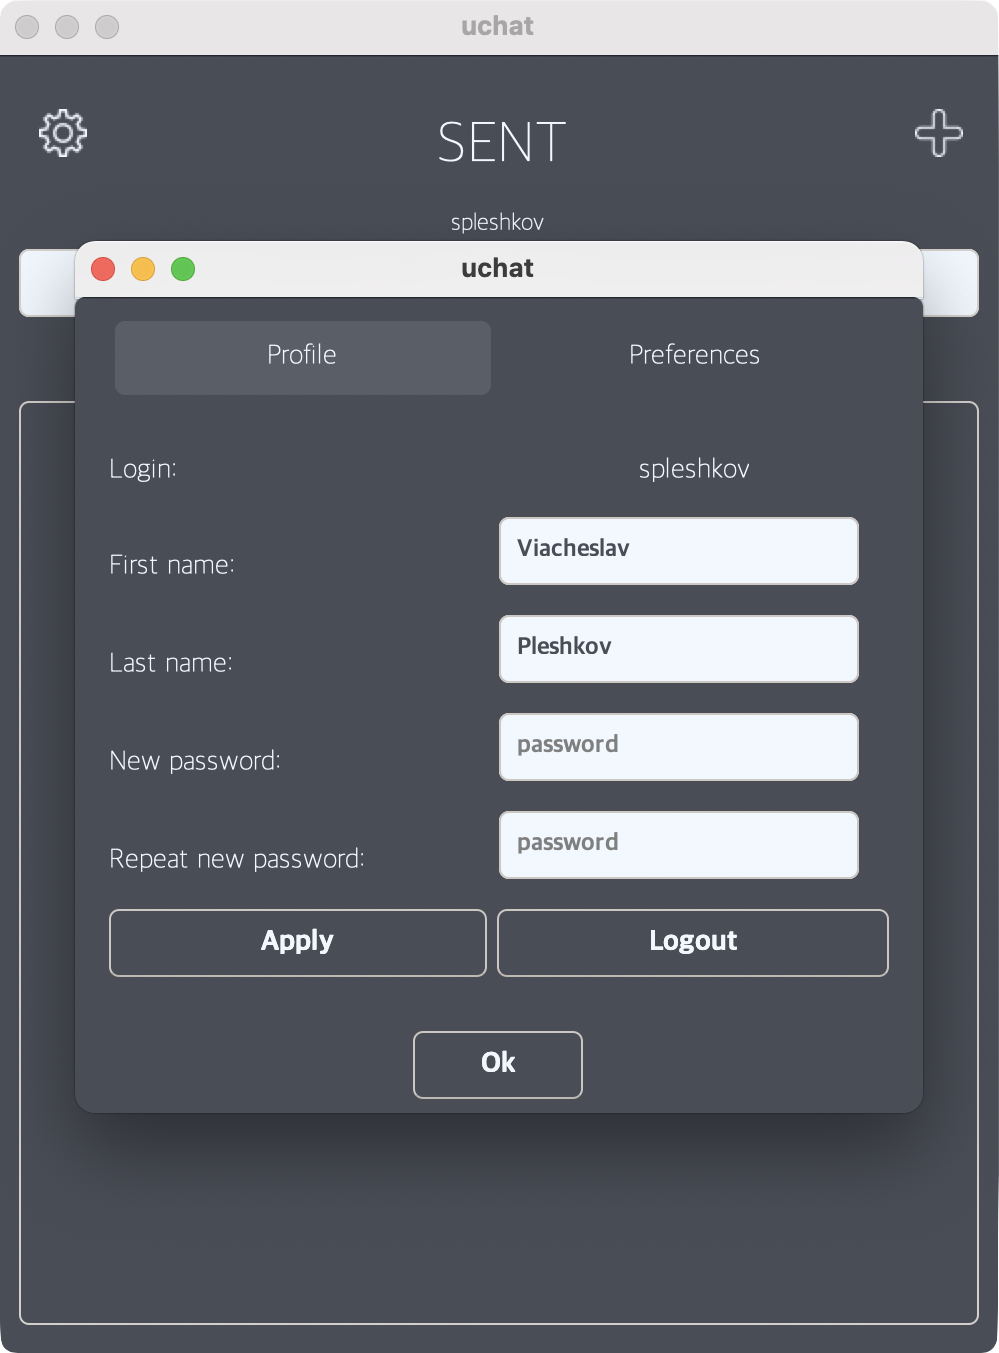 uchat
SENT
spleshkov
uchat
Profile
Preferences
Login:
spleshkov
First name:
Viacheslav
Last name:
Pleshkov
New password:
password
Repeat new password:
password
Apply
Logout
Ok